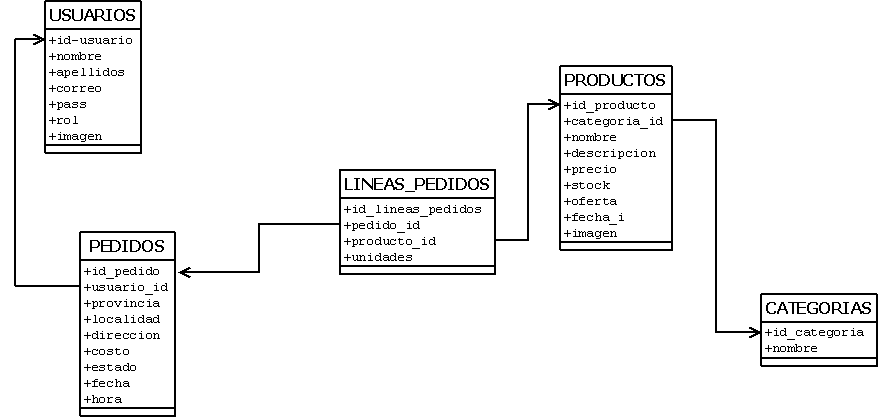 USUARIOS
+id-usuario
+nombre
+apellidos
+correo
+pass
+rol
+imagen
PEDIDOS
+id_pedido
+usuario_id
+provincia
+localidad
+direccion
+costo
+estado
+fecha
+hora
LINEAS_PEDIDOS
+id_lineas_pedidos
+pedido_id
+producto_id
+unidades
PRODUCTOS
+id_producto
+categoria_id
+nombre
+descripcion
+precio
+stock
+oferta
+fecha_i
+imagen
CATEGORIAS
+id_categoria
+nombre